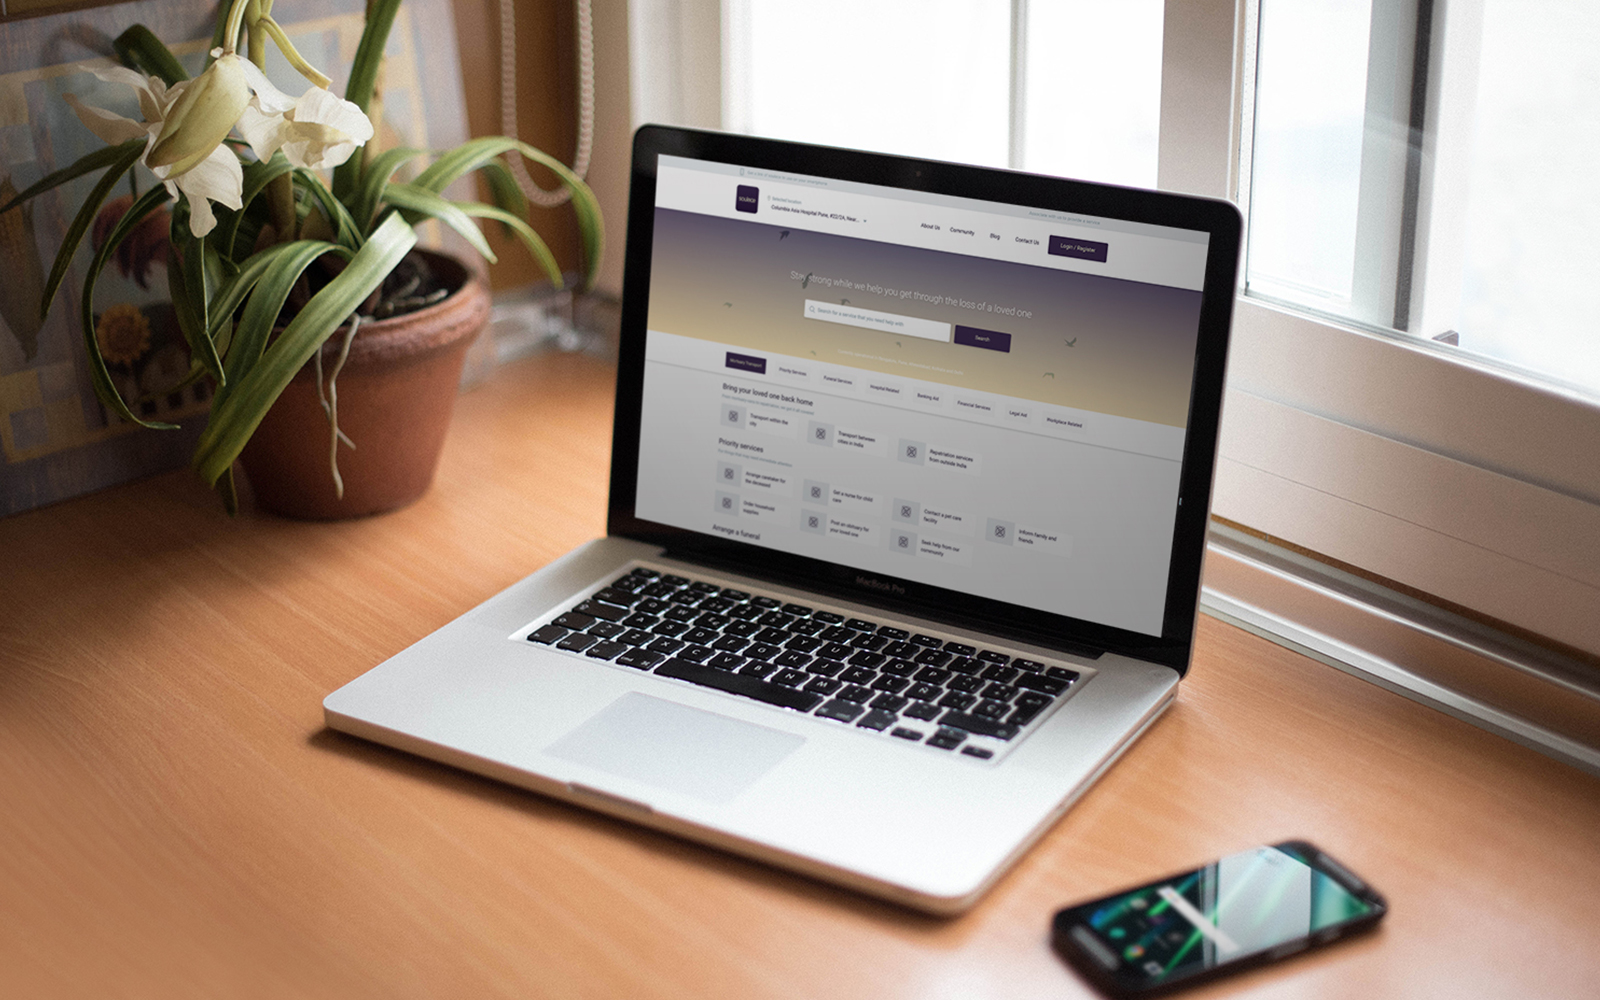 solace
Selected location
Columbia Asia Hospital Pune, #22/2A, Near...
About Us
Community
Blog
Contact Us
Login / Register
Stay strong while we help you get through the loss of a loved one
Search for a service that you need help with
Search
Mortuary Transport
Priority Services
Funeral Services
Hospital Related
Banking Aid
Financial Services
Legal Aid
Workplace Related
Bring your loved one back home
Transport within the
city
Transport between
cities in India
Repatriation services
from outside India
Priority services
Arrange caretaker for
the deceased
Get a nurse for child
care
Contact a pet care
facility
Inform family and
friends
Order household
supplies
Post an obituary for
your loved one
Seek help from our
community
Arrange a funeral
MacBook Pro